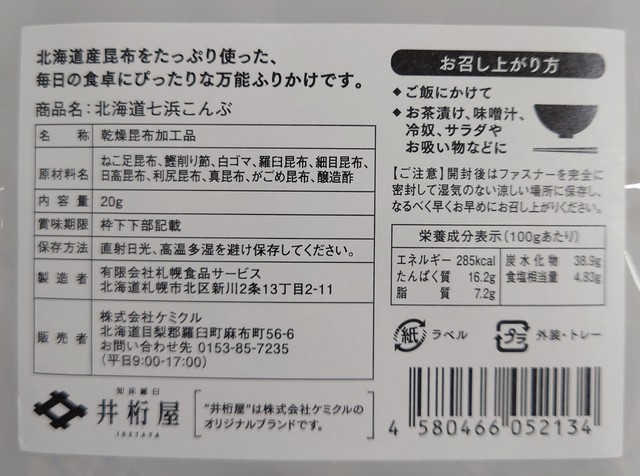 北海道産昆布をたっぷり使った、
毎日の食卓にぴったりな万能ふりかけです。
商品名：北海道七浜こんぶ
名 称 乾燥昆布加工品
原材料名 ねこ足昆布、鰹削り節、白ゴマ、羅臼昆布、細目昆布、
日高昆布、利尻昆布、真昆布、がごめ昆布、醸造酢
内 容 量 20g
賞味期限 枠下下部記載
保存方法 直射日光、高温多湿を避け保存してください。
製 造 者 有限会社札幌食品サービス
北海道札幌市北区新川2条13丁目2-11
販 売 者 株式会社ケミクル
北海道目梨郡羅臼町麻布町56-6
お問い合わせ先 0153-85-7235
(平日9:00-17:00)
知床羅臼
井桁屋
IGETAYA
"井桁屋"は株式会社ケミクルの
オリジナルブランドです。
お召し上がり方
◆ご飯にかけて
◆お茶漬け、味噌汁、
冷奴、サラダや
お吸い物などに
【ご注意】開封後はファスナーを完全に
密封して湿気のない涼しい場所に保存し、
なるべく早くお早めにお召し上がりください。
栄養成分表示(100gあたり)
エネルギー 285kcal 炭水化物 38.9g
たんぱく質 16.2g 食塩相当量 4.83g
脂 質 7.2g
紙 ラベル プラ 外装・トレー
4 580466 052134